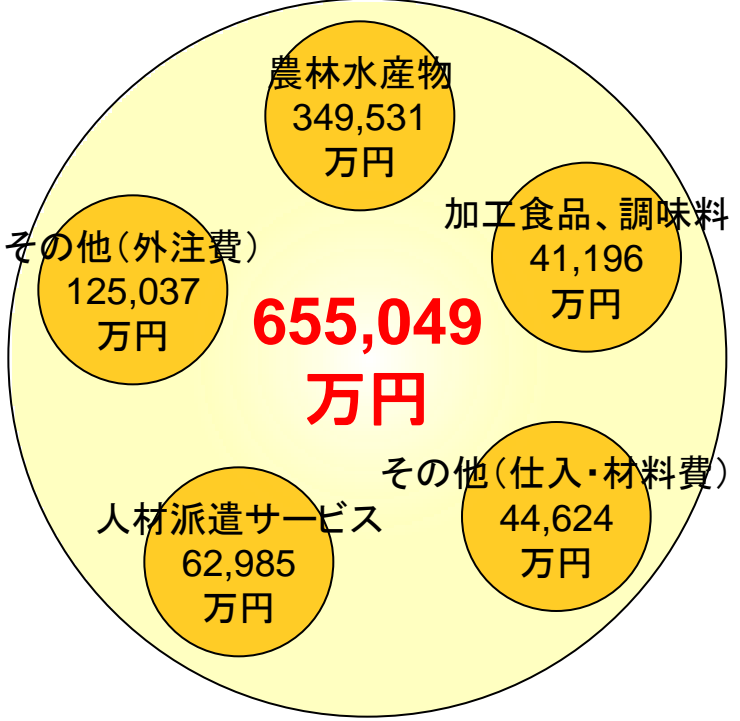 農林水産物
349,531
万円
加工食品、調味料
41,196
万円
その他（外注費）
125,037
万円
655,049
万円
その他（仕入・材料費）
44,624
万円
人材派遣サービス
62,985
万円